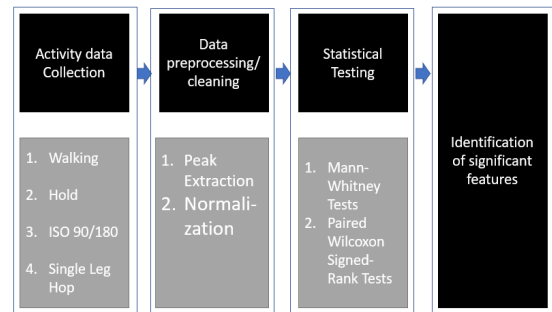 Activity data
Collection
1. Walking
2. Hold
3. ISO 90/180
4. Single Leg
Hop
Data
preprocessing/
cleaning
1. Peak
Extraction
2. Normali-
zation
Statistical
Testing
1. Mann-
Whitney
Tests
2. Paired
Wilcoxon
Signed-
Rank Tests
Identification
of significant
features